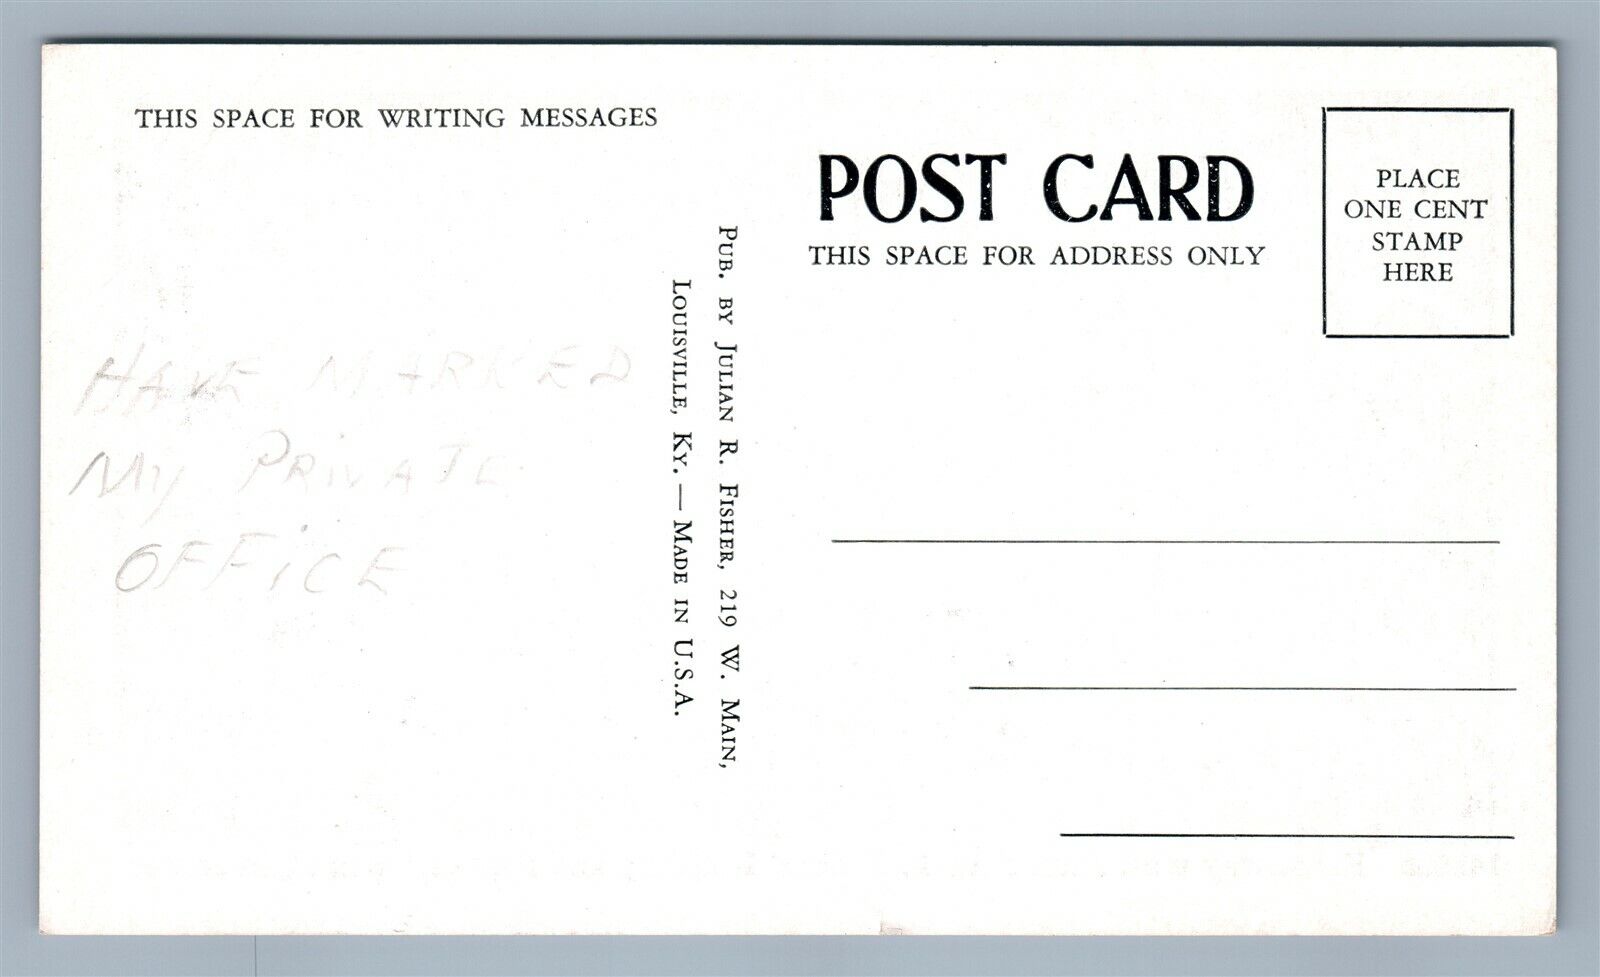 THIS SPACE FOR WRITING MESSAGES
HAVE MARKED
MY PRIVATE
OFFICE
PUB. BY JULIAN R. FISHER, 219 W. MAIN,
LOUISVILLE, KY. — MADE IN U.S.A.
POST CARD
THIS SPACE FOR ADDRESS ONLY
PLACE
ONE CENT
STAMP
HERE